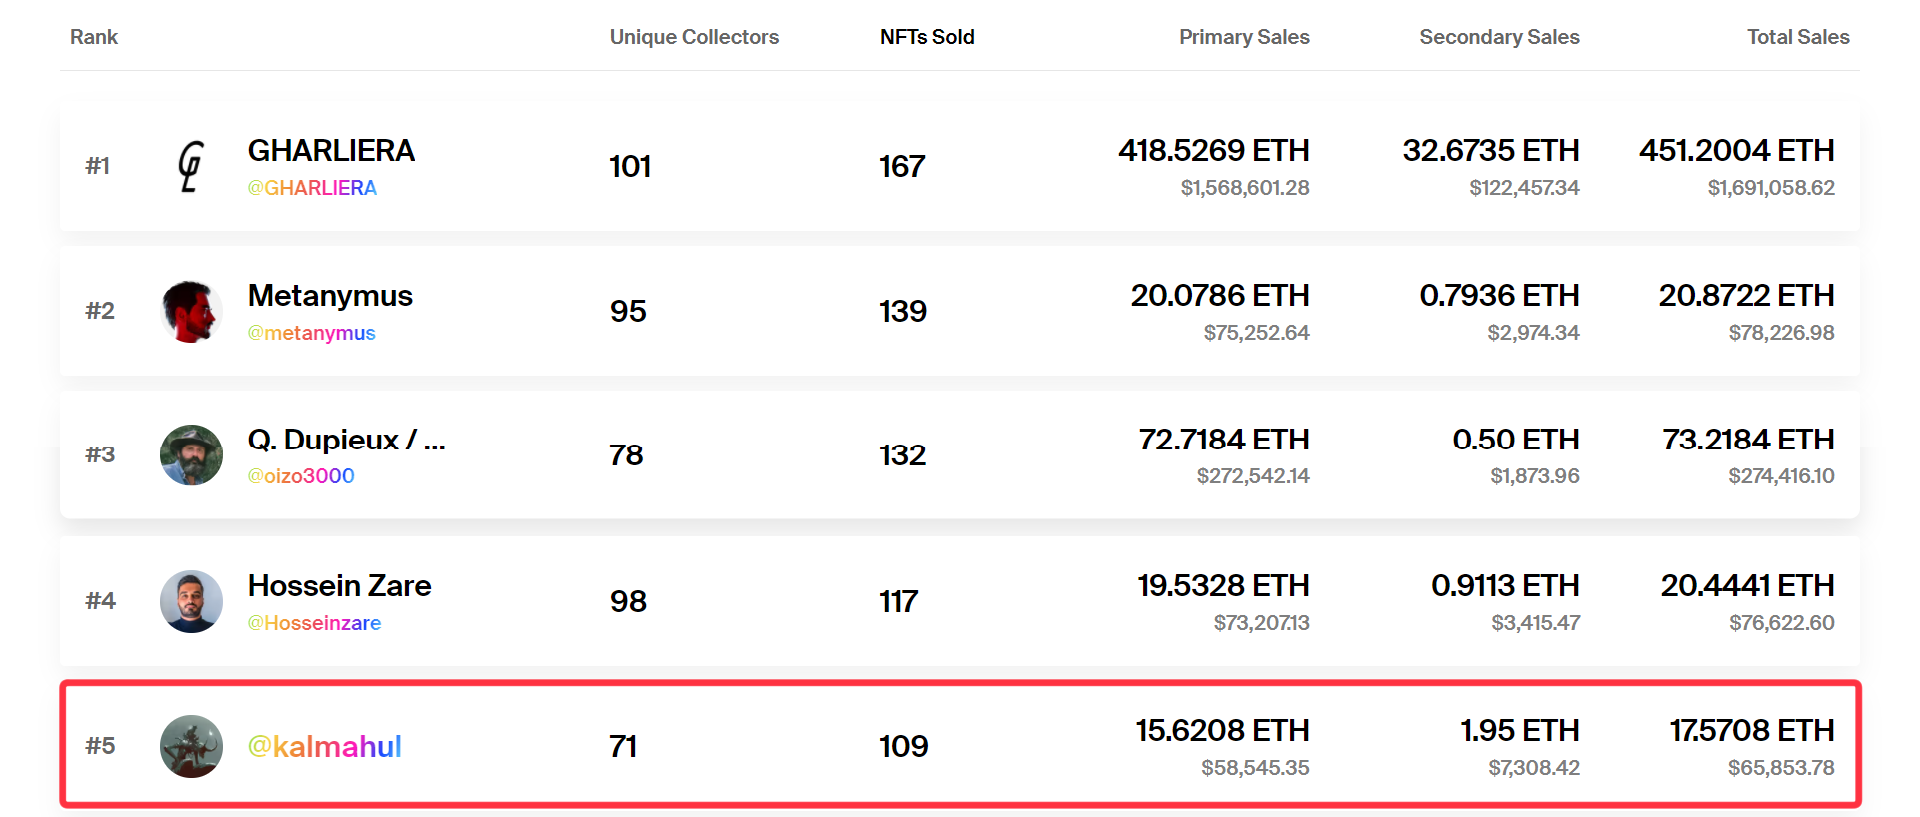 Rank Unique Collectors NFTs Sold Primary Sales Secondary Sales Total Sales
#1 GHARLIERA 101 167 418.5269 ETH 32.6735 ETH 451.2004 ETH
@GHARLIERA $1,568,601.28 $122,457.34 $1,691,058.62
#2 Metanymus 95 139 20.0786 ETH 0.7936 ETH 20.8722 ETH
@metanymus $75,252.64 $2,974.34 $78,226.98
#3 Q. Dupieux / ... 78 132 72.7184 ETH 0.50 ETH 73.2184 ETH
@oizo3000 $272,542.14 $1,873.96 $274,416.10
#4 Hossein Zare 98 117 19.5328 ETH 0.9113 ETH 20.4441 ETH
@Hosseinzare $73,207.13 $3,415.47 $76,622.60
#5 @kalmahul 71 109 15.6208 ETH 1.95 ETH 17.5708 ETH
$58,545.35 $7,308.42 $65,853.78